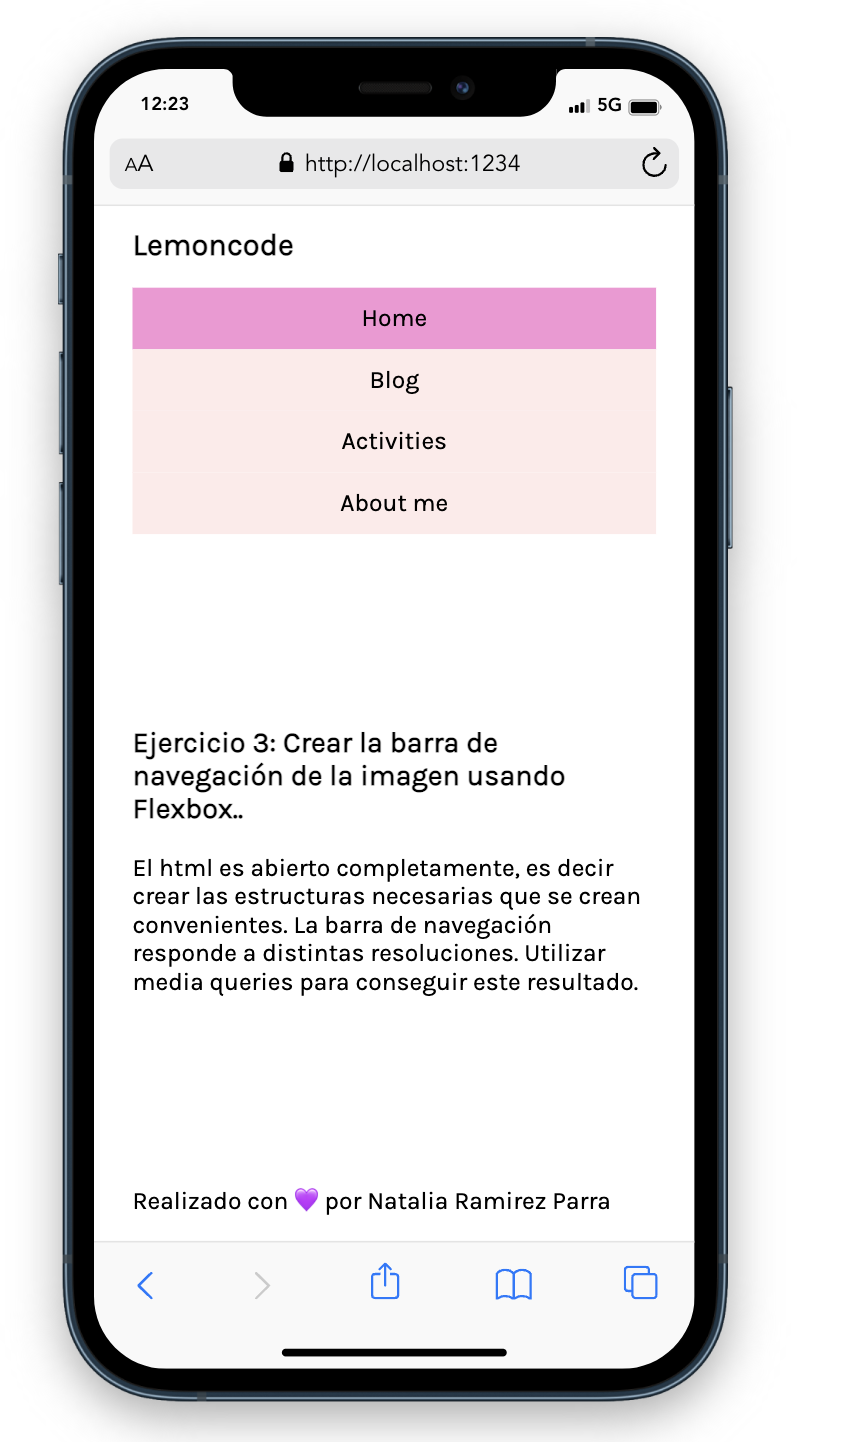 12:23
5G
AA
http://localhost:1234
Lemoncode
Home
Blog
Activities
About me
Ejercicio 3: Crear la barra de
navegación de la imagen usando
Flexbox..
El html es abierto completamente, es decir
crear las estructuras necesarias que se crean
convenientes. La barra de navegación
responde a distintas resoluciones. Utilizar
media queries para conseguir este resultado.
Realizado con 💜 por Natalia Ramirez Parra